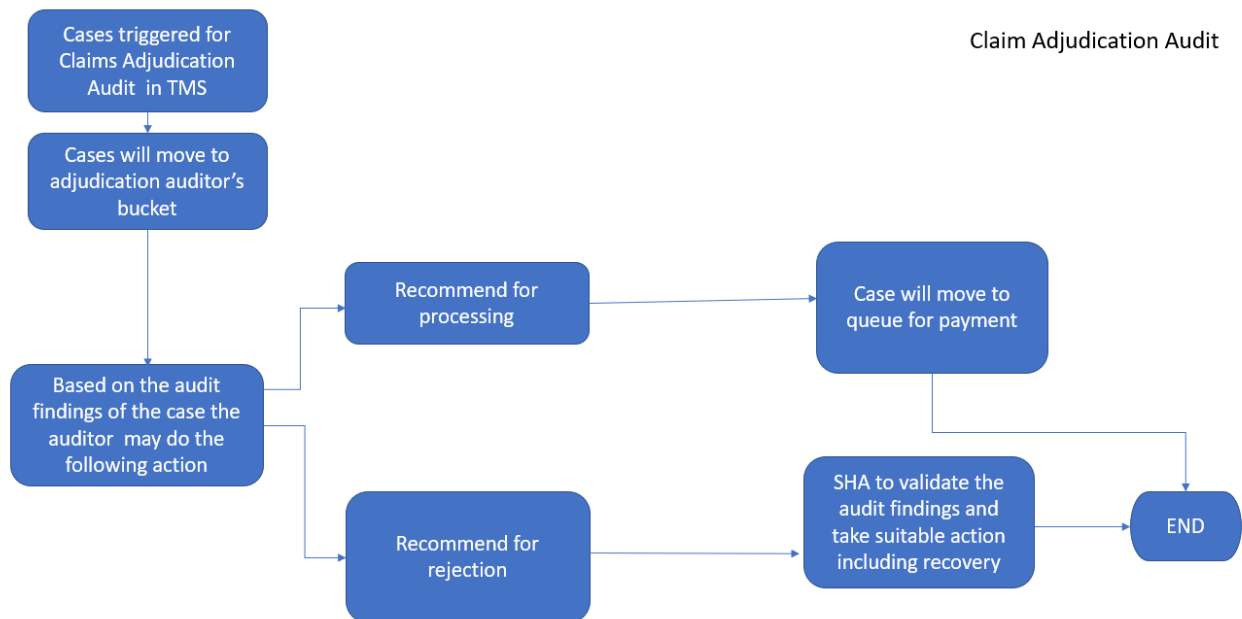 Cases triggered for
Claims Adjudication
Audit in TMS
Claim Adjudication Audit
Cases will move to
adjudication auditor’s
bucket
Recommend for
processing
Case will move to
queue for payment
Based on the audit
findings of the case the
auditor may do the
following action
Recommend for
rejection
SHA to validate the
audit findings and
take suitable action
including recovery
END